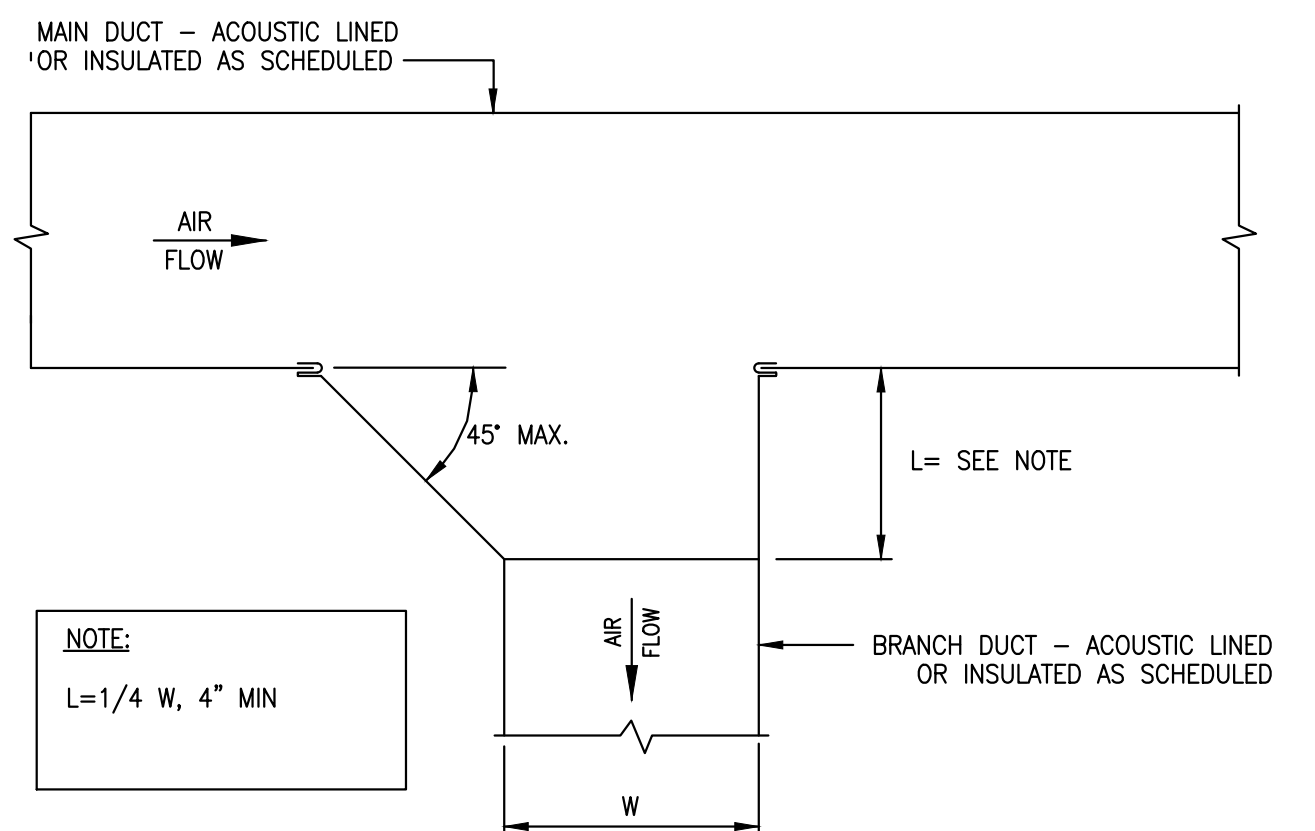 MAIN DUCT – ACOUSTIC LINED
OR INSULATED AS SCHEDULED
AIR
FLOW
45° MAX.
L= SEE NOTE
AIR
FLOW
BRANCH DUCT – ACOUSTIC LINED
OR INSULATED AS SCHEDULED
NOTE:
L=1/4 W, 4” MIN
W